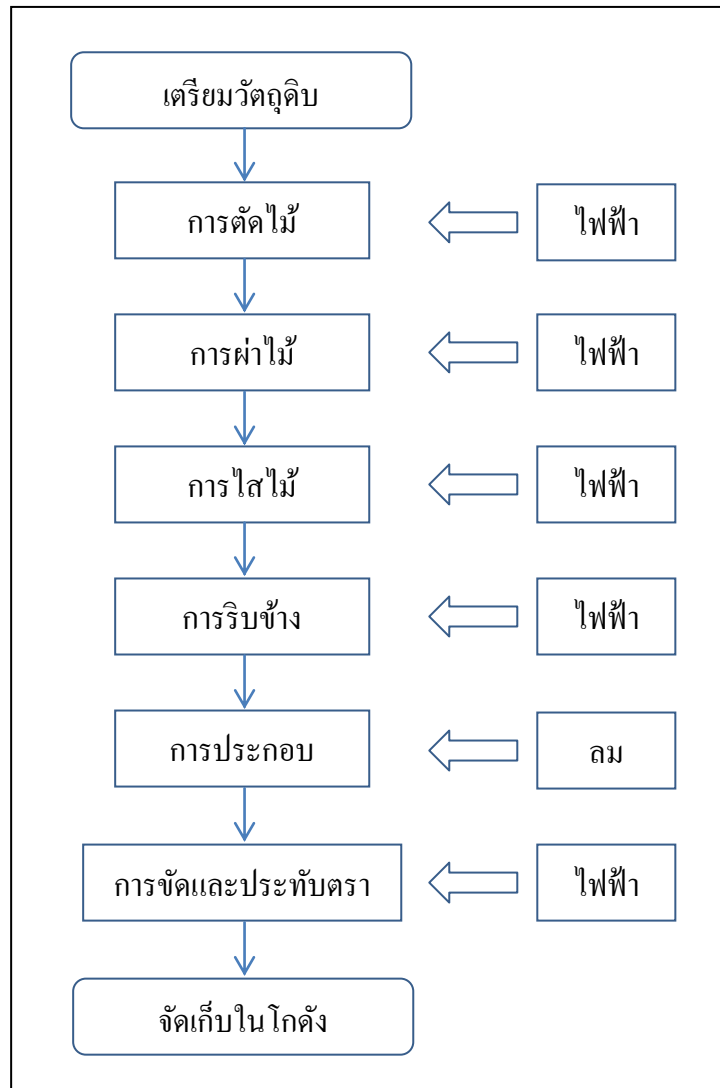 เตรียมวัตถุดิบ
การตัดไม้
ไฟฟ้า
การผ่าไม้
ไฟฟ้า
การไสไม้
ไฟฟ้า
การริบข้าง
ไฟฟ้า
การประกอบ
ลม
การขัดและประทับตรา
ไฟฟ้า
จัดเก็บในโกดัง